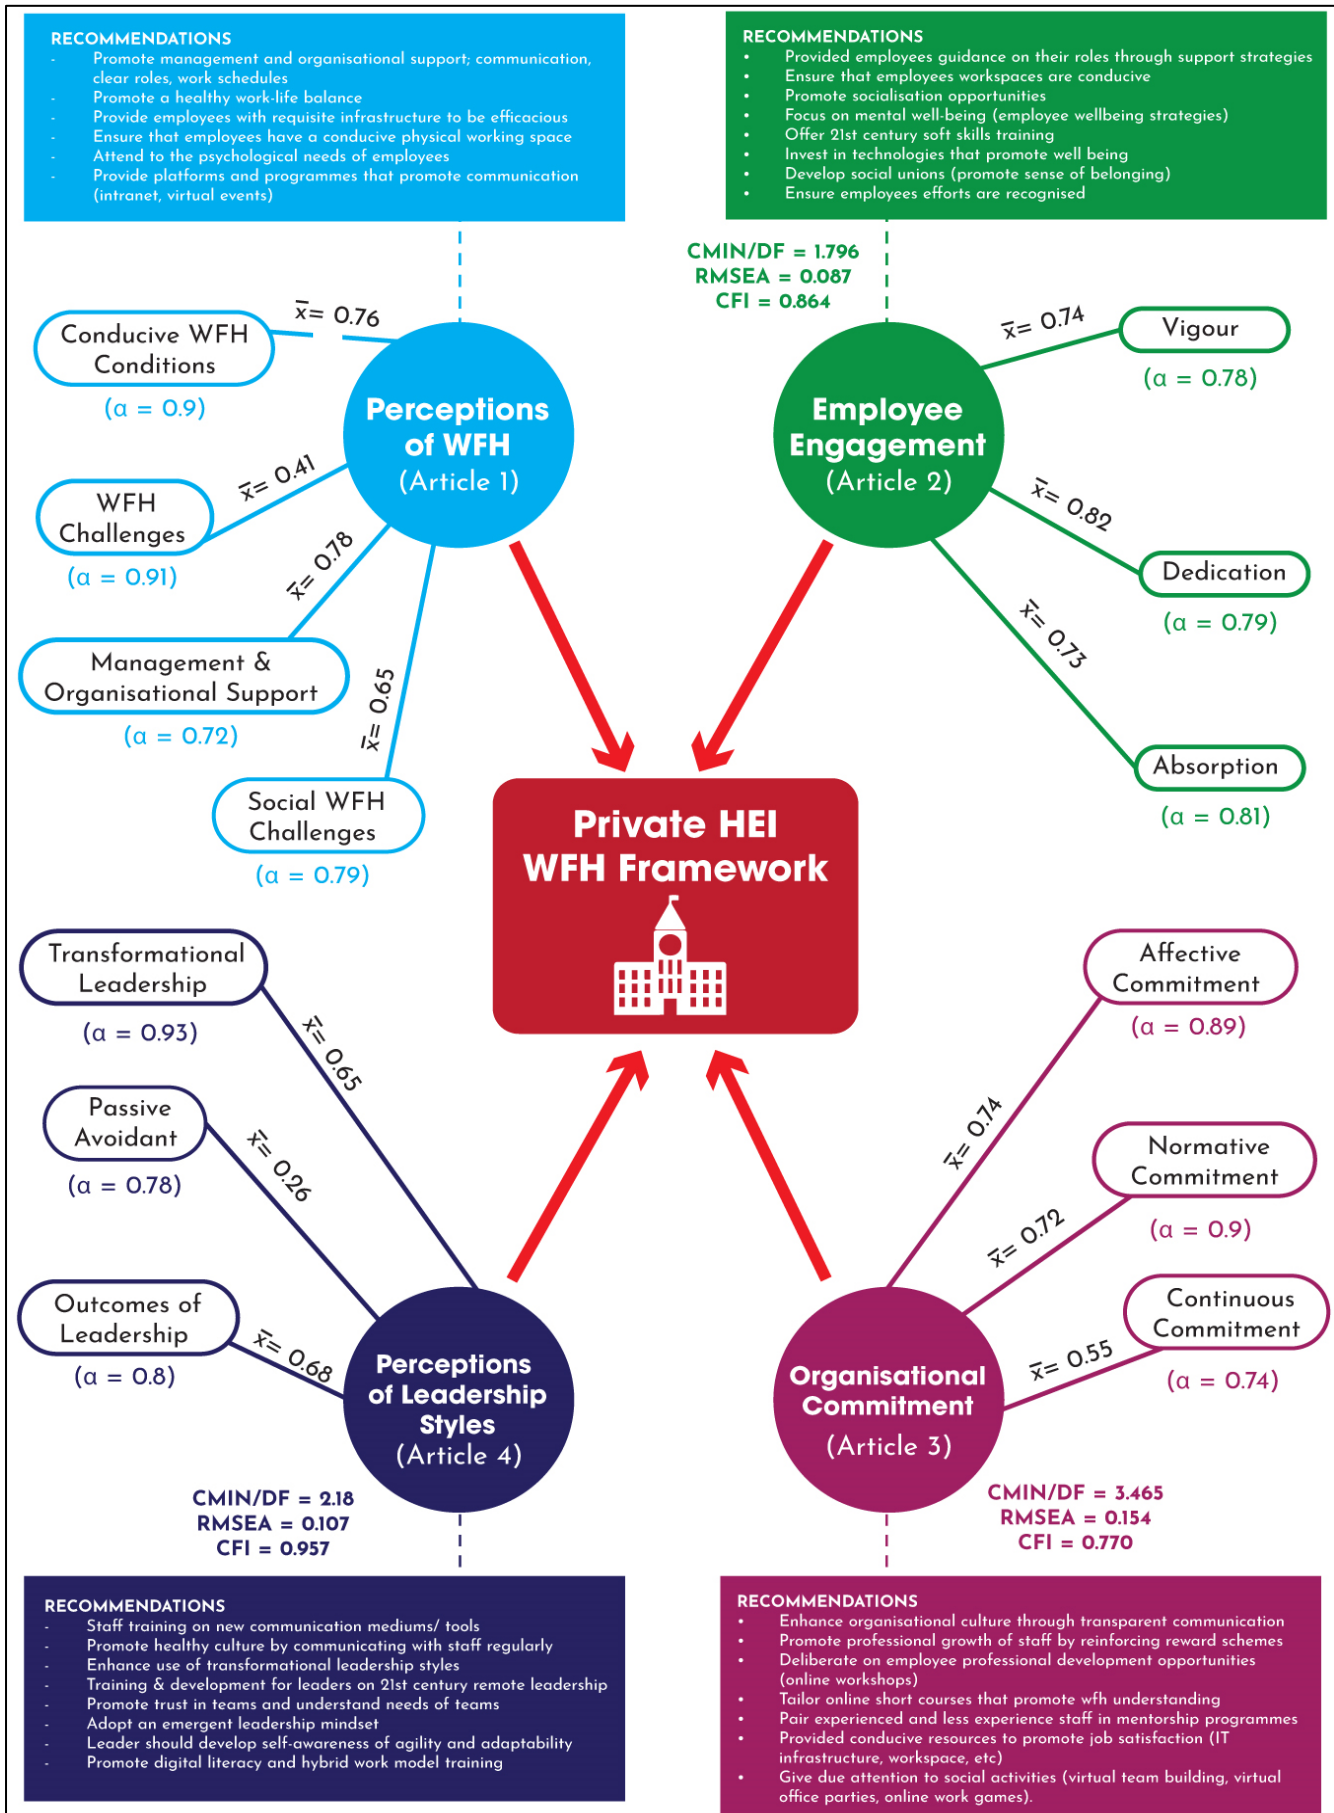 RECOMMENDATIONS
- Promote management and organisational support; communication,
clear roles, work schedules
- Promote a healthy work-life balance
- Provide employees with requisite infrastructure to be efficacious
- Ensure that employees have a conducive physical working space
- Attend to the psychological needs of employees
- Provide platforms and programmes that promote communication
(intranet, virtual events)
RECOMMENDATIONS
• Provided employees guidance on their roles through support strategies
• Ensure that employees workspaces are conducive
• Promote socialisation opportunities
• Focus on mental well-being (employee wellbeing strategies)
• Offer 21st century soft skills training
• Invest in technologies that promote well being
• Develop social unions (promote sense of belonging)
• Ensure employees efforts are recognised
CMIN/DF = 1.796
RMSEA = 0.087
CFI = 0.864
Perceptions
of WFH
(Article 1)
x̅= 0.76
Conducive WFH
Conditions
(α = 0.9)
x̅= 0.41
WFH
Challenges
(α = 0.91)
x̅= 0.78
Management &
Organisational Support
(α = 0.72)
x̅= 0.65
Social WFH
Challenges
(α = 0.79)
Employee
Engagement
(Article 2)
x̅= 0.74
Vigour
(α = 0.78)
x̅= 0.82
Dedication
(α = 0.79)
x̅= 0.73
Absorption
(α = 0.81)
Private HEI
WFH Framework
Transformational
Leadership
(α = 0.93)
x̅= 0.65
Passive
Avoidant
(α = 0.78)
x̅= 0.26
Outcomes of
Leadership
(α = 0.8)
x̅= 0.68
Perceptions
of Leadership
Styles
(Article 4)
CMIN/DF = 2.18
RMSEA = 0.107
CFI = 0.957
Affective
Commitment
(α = 0.89)
x̅= 0.74
Normative
Commitment
(α = 0.9)
x̅= 0.72
Continuous
Commitment
(α = 0.74)
x̅= 0.55
Organisational
Commitment
(Article 3)
CMIN/DF = 3.465
RMSEA = 0.154
CFI = 0.770
RECOMMENDATIONS
- Staff training on new communication mediums/ tools
- Promote healthy culture by communicating with staff regularly
- Enhance use of transformational leadership styles
- Training & development for leaders on 21st century remote leadership
- Promote trust in teams and understand needs of teams
- Adopt an emergent leadership mindset
- Leader should develop self-awareness of agility and adaptability
- Promote digital literacy and hybrid work model training
RECOMMENDATIONS
• Enhance organisational culture through transparent communication
• Promote professional growth of staff by reinforcing reward schemes
• Deliberate on employee professional development opportunities
(online workshops)
• Tailor online short courses that promote wfh understanding
• Pair experienced and less experience staff in mentorship programmes
• Provided conducive resources to promote job satisfaction (IT
infrastructure, workspace, etc)
• Give due attention to social activities (virtual team building, virtual
office parties, online work games).